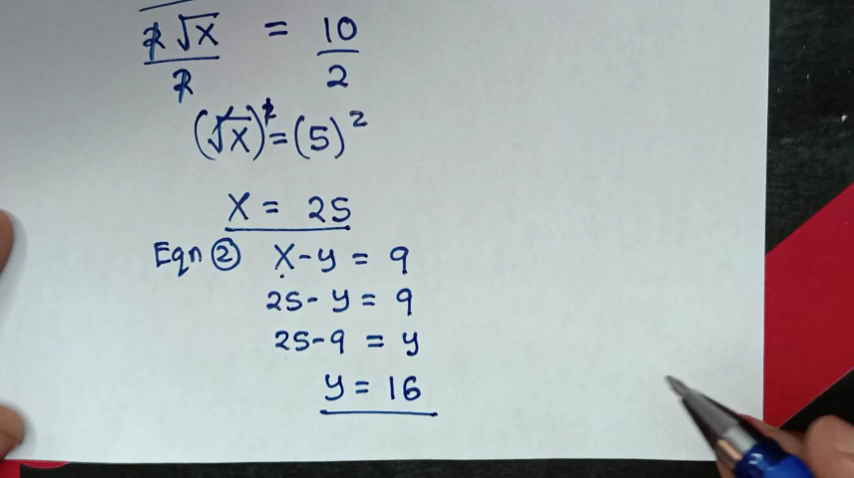 2√x/2 = 10/2
(√x)² = (5)²
x = 25
Eqn ② x - y = 9
25 - y = 9
25 - 9 = y
y = 16